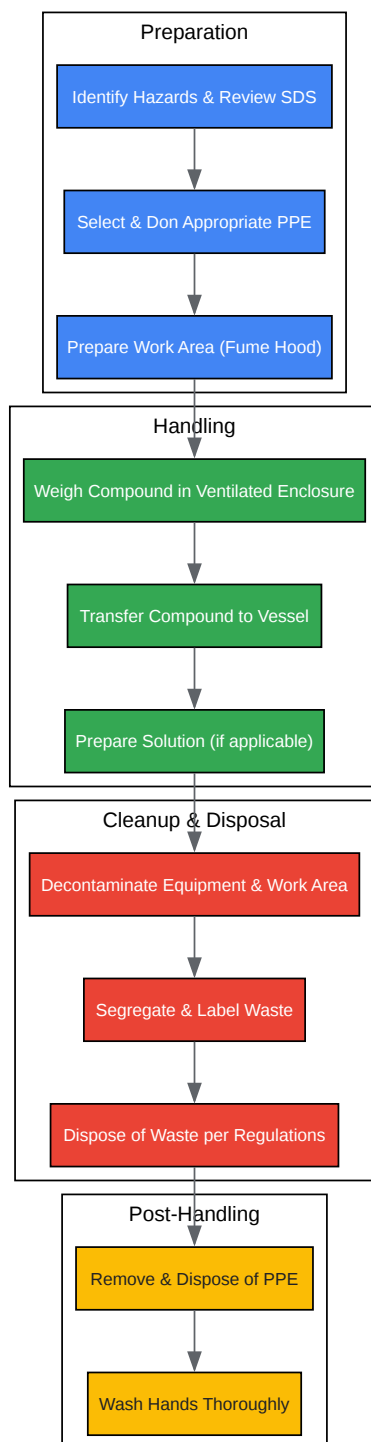 Preparation
Identify Hazards & Review SDS
Select & Don Appropriate PPE
Prepare Work Area (Fume Hood)
Handling
Weigh Compound in Ventilated Enclosure
Transfer Compound to Vessel
Prepare Solution (if applicable)
Cleanup & Disposal
Decontaminate Equipment & Work Area
Segregate & Label Waste
Dispose of Waste per Regulations
Post-Handling
Remove & Dispose of PPE
Wash Hands Thoroughly